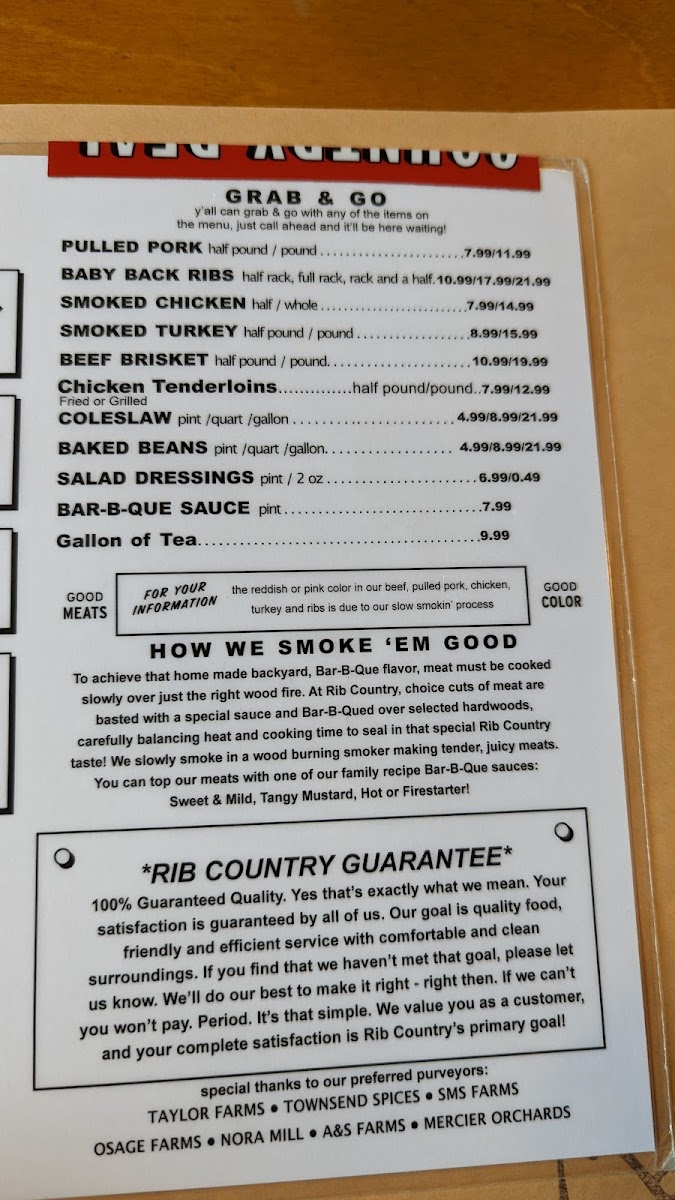 COUNTRY DEAL
GRAB & GO
y'all can grab & go with any of the items on
the menu, just call ahead and it'll be here waiting!
PULLED PORK half pound / pound......................7.99/11.99
BABY BACK RIBS half rack, full rack, rack and a half.10.99/17.99/21.99
SMOKED CHICKEN half / whole.........................7.99/14.99
SMOKED TURKEY half pound / pound.................8.99/15.99
BEEF BRISKET half pound / pound.....................10.99/19.99
Chicken Tenderloins..............half pound/pound..7.99/12.99
Fried or Grilled
COLESLAW pint /quart /gallon.......................4.99/8.99/21.99
BAKED BEANS pint /quart /gallon.................. 4.99/8.99/21.99
SALAD DRESSINGS pint / 2 oz......................6.99/0.49
BAR-B-QUE SAUCE pint.............................7.99
Gallon of Tea........................................9.99
GOOD
MEATS
FOR YOUR
INFORMATION
the reddish or pink color in our beef, pulled pork, chicken,
turkey and ribs is due to our slow smokin' process
GOOD
COLOR
HOW WE SMOKE ‘EM GOOD
To achieve that home made backyard, Bar-B-Que flavor, meat must be cooked
slowly over just the right wood fire. At Rib Country, choice cuts of meat are
basted with a special sauce and Bar-B-Qued over selected hardwoods,
carefully balancing heat and cooking time to seal in that special Rib Country
taste! We slowly smoke in a wood burning smoker making tender, juicy meats.
You can top our meats with one of our family recipe Bar-B-Que sauces:
Sweet & Mild, Tangy Mustard, Hot or Firestarter!
*RIB COUNTRY GUARANTEE*
100% Guaranteed Quality. Yes that's exactly what we mean. Your
satisfaction is guaranteed by all of us. Our goal is quality food,
friendly and efficient service with comfortable and clean
surroundings. If you find that we haven't met that goal, please let
us know. We'll do our best to make it right - right then. If we can't
you won't pay. Period. It's that simple. We value you as a customer,
and your complete satisfaction is Rib Country's primary goal!
special thanks to our preferred purveyors:
TAYLOR FARMS ● TOWNSEND SPICES ● SMS FARMS
OSAGE FARMS ● NORA MILL ● A&S FARMS ● MERCIER ORCHARDS